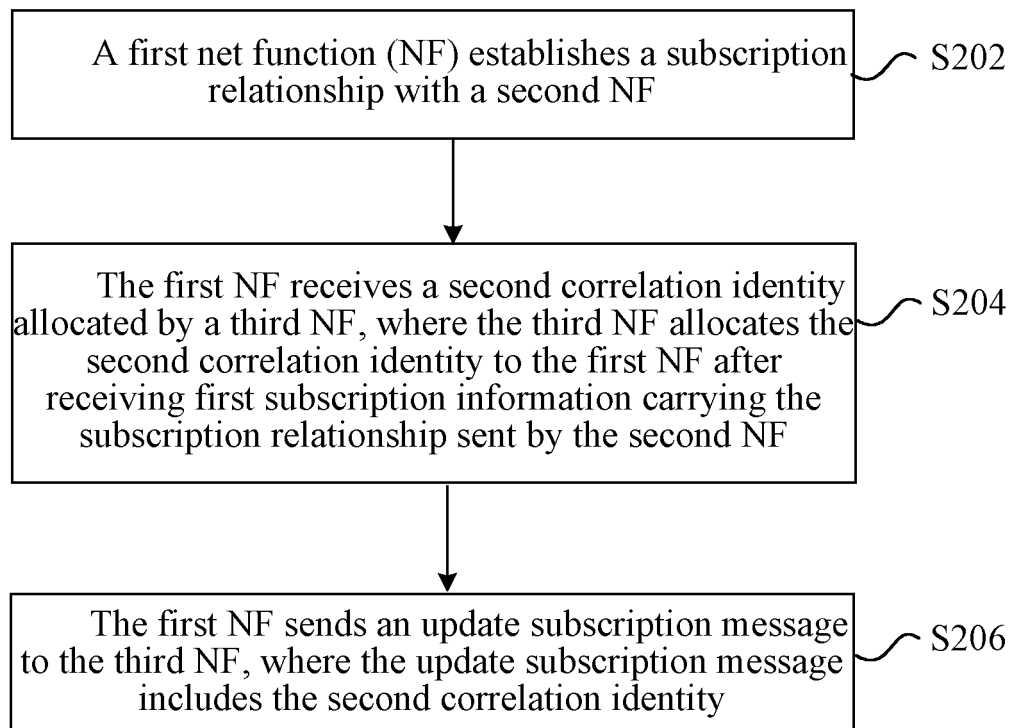 A first net function (NF) establishes a subscription
relationship with a second NF
S202
The first NF receives a second correlation identity
allocated by a third NF, where the third NF allocates the
second correlation identity to the first NF after
receiving first subscription information carrying the
subscription relationship sent by the second NF
S204
The first NF sends an update subscription message
to the third NF, where the update subscription message
includes the second correlation identity
S206